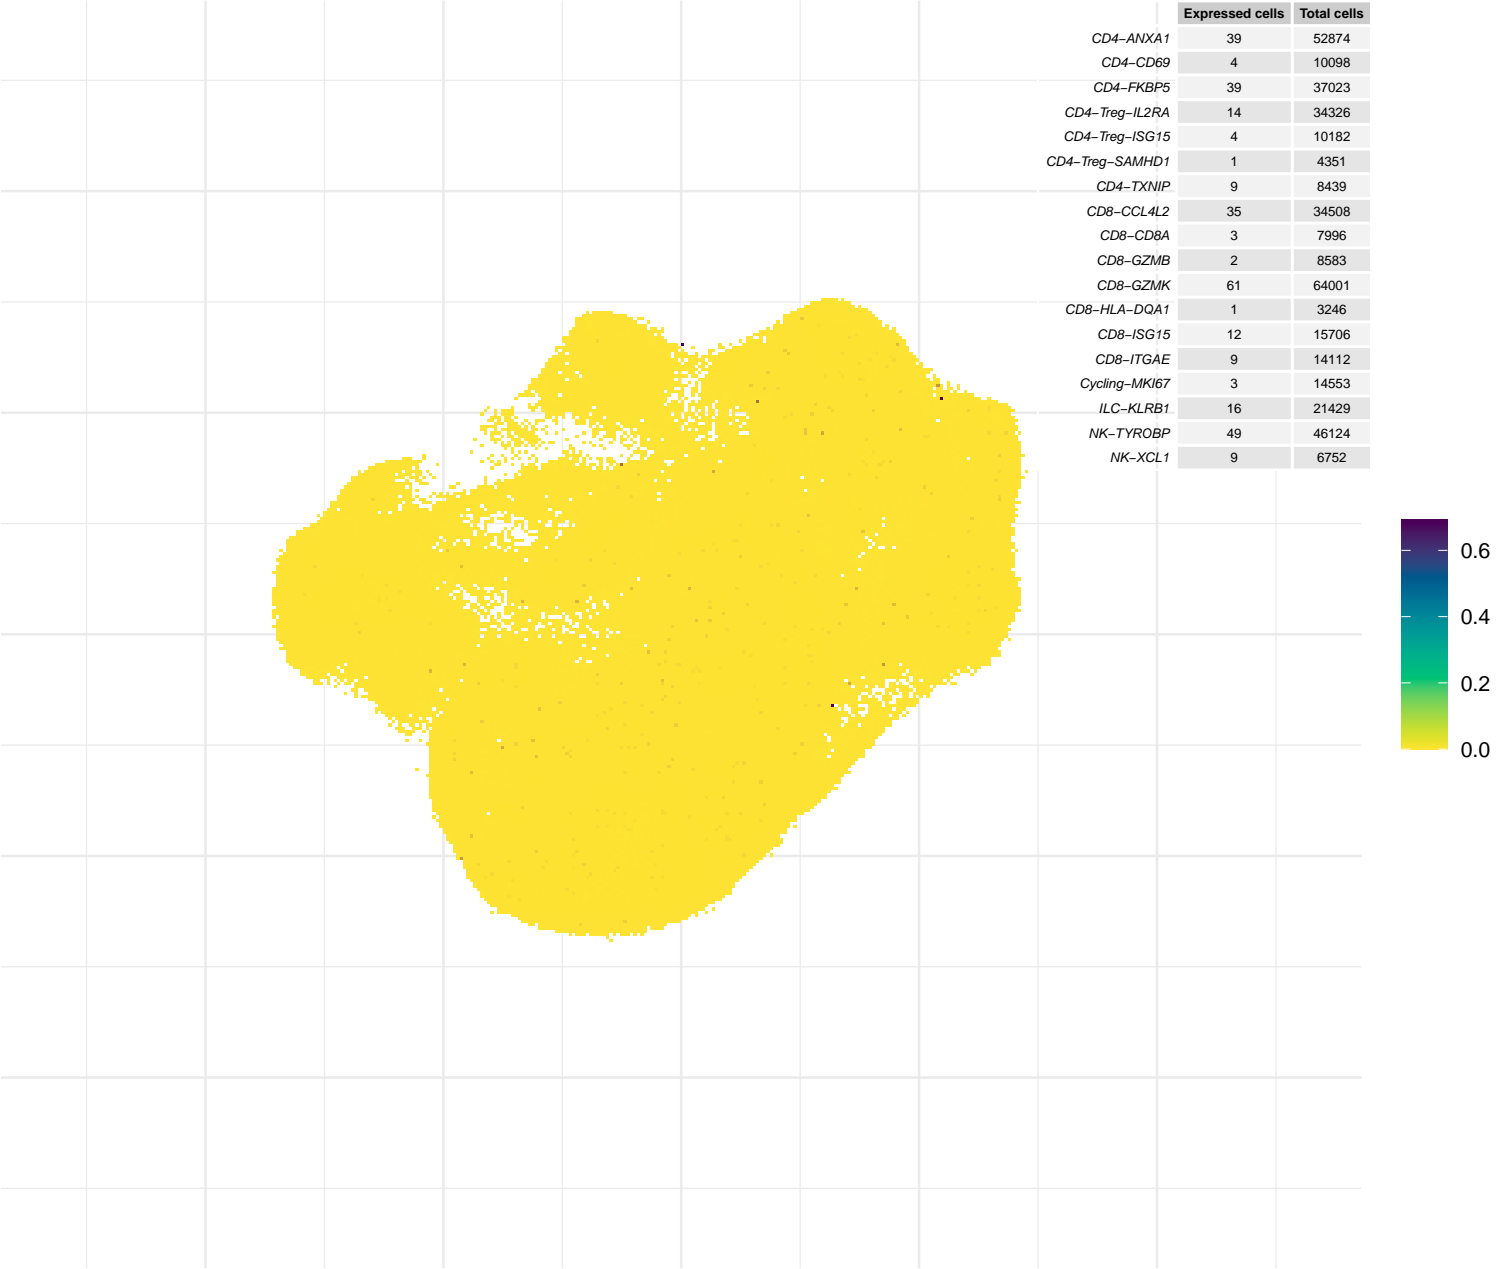 Expressed cells Total cells
CD4−ANXA1 39 52874
CD4−CD69 4 10098
CD4−FKBP5 39 37023
CD4−Treg−IL2RA 14 34326
CD4−Treg−ISG15 4 10182
CD4−Treg−SAMHD1 1 4351
CD4−TXNIP 9 8439
CD8−CCL4L2 35 34508
CD8−CD8A 3 7996
CD8−GZMB 2 8583
CD8−GZMK 61 64001
CD8−HLA−DQA1 1 3246
CD8−ISG15 12 15706
CD8−ITGAE 9 14112
Cycling−MKI67 3 14553
ILC−KLRB1 16 21429
NK−TYROBP 49 46124
NK−XCL1 9 6752
0.6
0.4
0.2
0.0